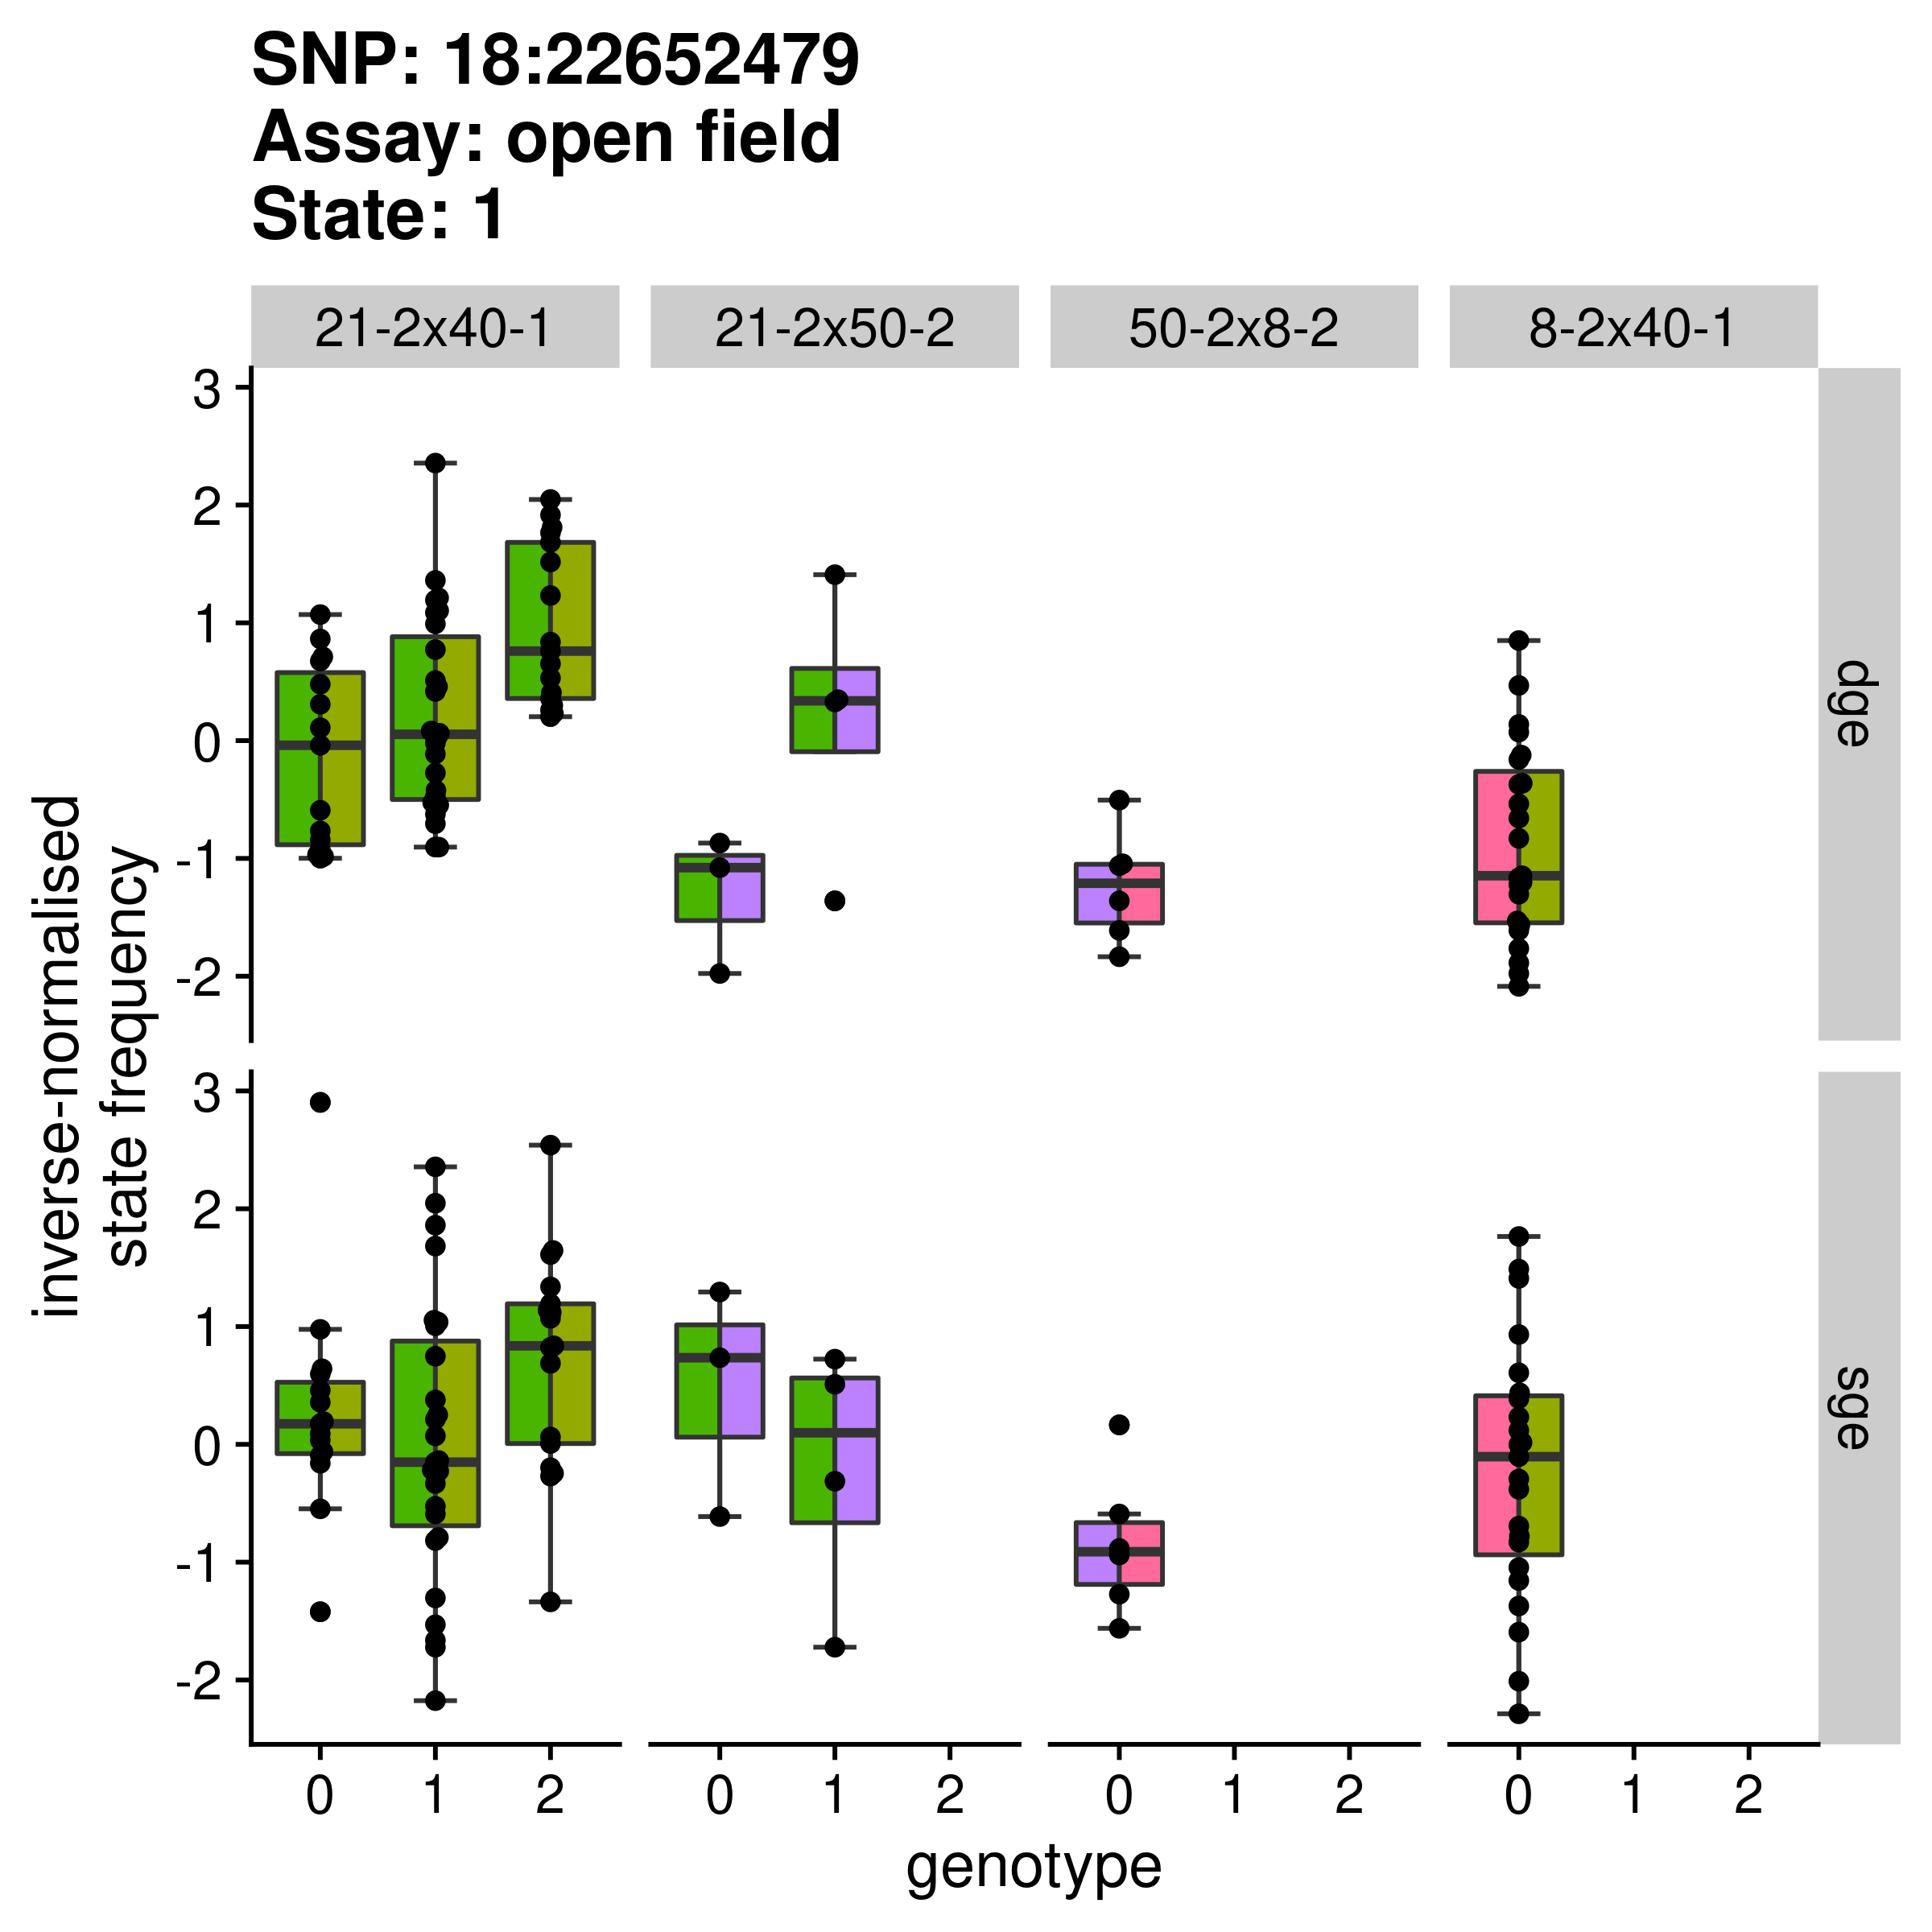 SNP: 18:22652479
Assay: open field
State: 1
21-2x40-1 21-2x50-2 50-2x8-2 8-2x40-1
3
2
1
0
-1
-2
dge
3
2
1
0
-1
-2
sge
inverse-normalised
state frequency
0 1 2 0 1 2 0 1 2 0 1 2
genotype